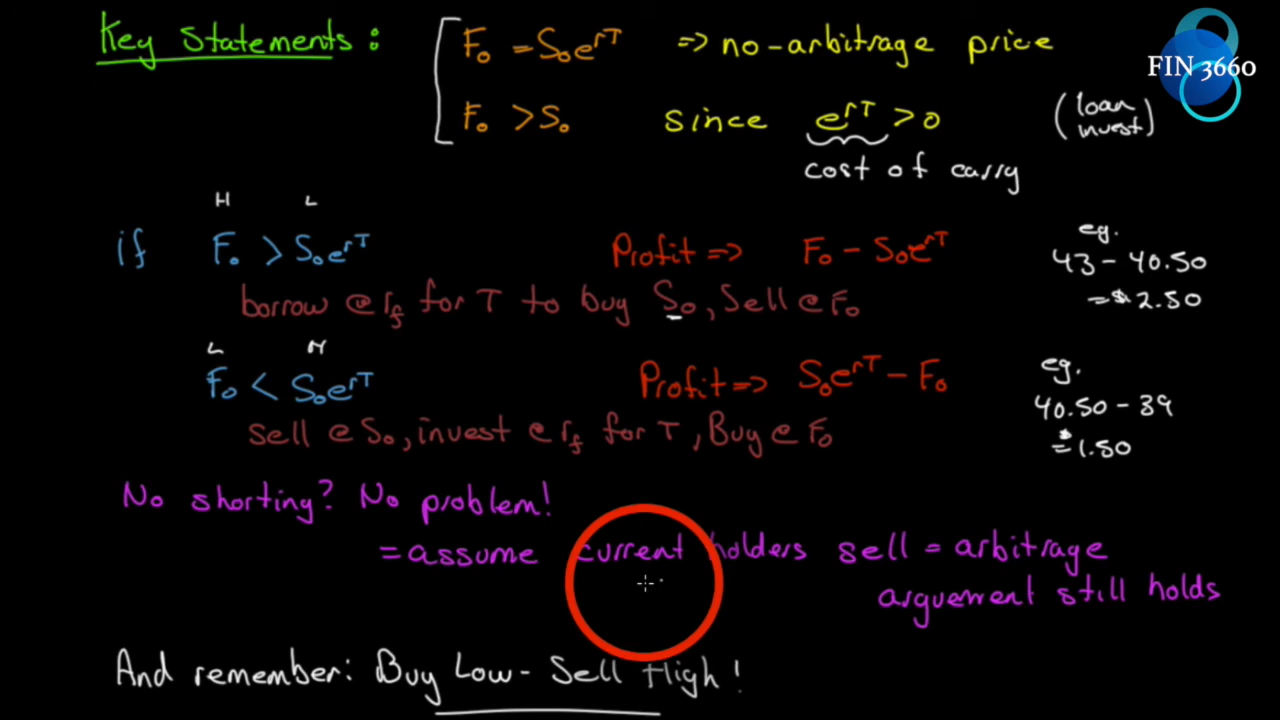 Key Statements:
F₀ = S₀e^rT => no-arbitrage price
FIN 3660
F₀ > S₀ since e^rT > 0
(loan invest)
cost of carry
H L
if F₀ > S₀e^rT Profit => F₀ - S₀e^rT
eg.
43 - 40.50
= $2.50
borrow @ rf for T to buy S₀, Sell @ F₀
L H
F₀ < S₀e^rT Profit => S₀e^rT - F₀
eg.
40.50 - 39
= $1.50
sell @ S₀, invest @ rf for T, Buy @ F₀
No shorting? No problem!
= assume current holders sell = arbitrage
arguement still holds
And remember: Buy Low - Sell High!